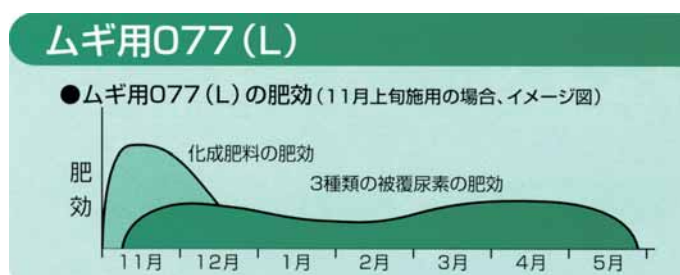 ムギ用077(L)
●ムギ用077(L)の肥効(11月上旬施用の場合、イメージ図)
化成肥料の肥効
3種類の被覆尿素の肥効
肥効
11月 12月 1月 2月 3月 4月 5月